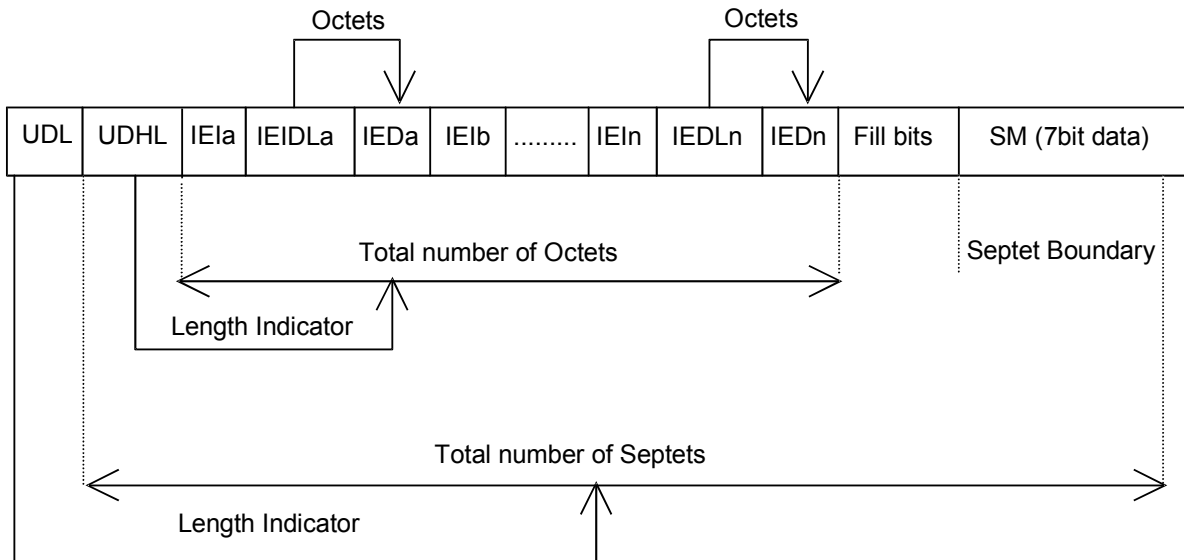 Octets Octets
UDL UDHL IEIa IEIDLa IEDa IEIb ......... IEIn IEDLn IEDn Fill bits SM (7bit data)
Total number of Octets
Septet Boundary
Length Indicator
Total number of Septets
Length Indicator